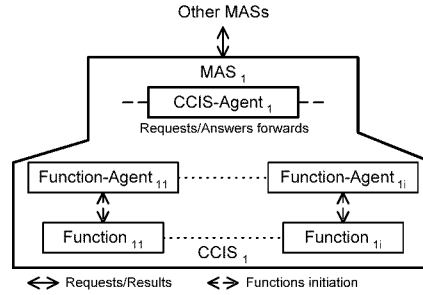 Other MASs
MAS 1
CCIS-Agent 1
Requests/Answers forwards
Function-Agent 11 Function-Agent 1i
Function 11 Function 1i
CCIS 1
Requests/Results Functions initiation